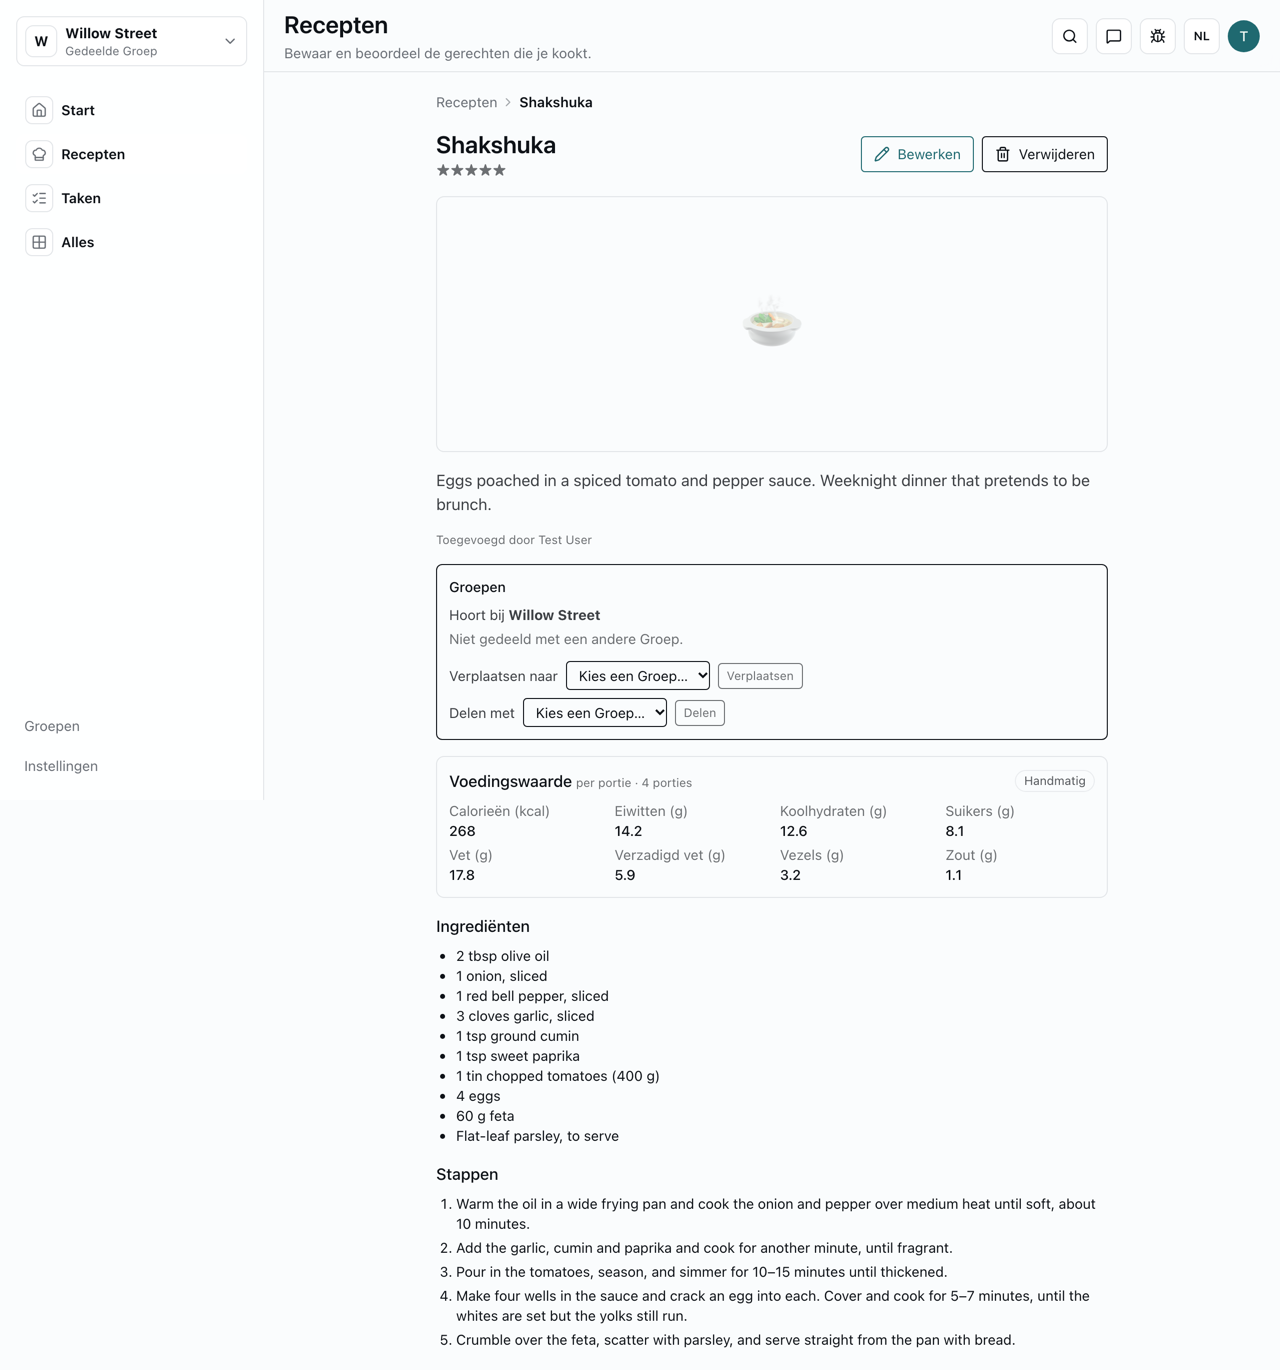 W
Willow Street
Gedeelde Groep
Start
Recepten
Taken
Alles
Groepen
Instellingen
Recepten
Bewaar en beoordeel de gerechten die je kookt.
NL
T
Recepten > Shakshuka
Shakshuka
★★★★★
Bewerken
Verwijderen
Eggs poached in a spiced tomato and pepper sauce. Weeknight dinner that pretends to be
brunch.
Toegevoegd door Test User
Groepen
Hoort bij Willow Street
Niet gedeeld met een andere Groep.
Verplaatsen naar Kies een Groep... Verplaatsen
Delen met Kies een Groep... Delen
Voedingswaarde per portie · 4 porties Handmatig
Calorieën (kcal) Eiwitten (g) Koolhydraten (g) Suikers (g)
268 14.2 12.6 8.1
Vet (g) Verzadigd vet (g) Vezels (g) Zout (g)
17.8 5.9 3.2 1.1
Ingrediënten
• 2 tbsp olive oil
• 1 onion, sliced
• 1 red bell pepper, sliced
• 3 cloves garlic, sliced
• 1 tsp ground cumin
• 1 tsp sweet paprika
• 1 tin chopped tomatoes (400 g)
• 4 eggs
• 60 g feta
• Flat-leaf parsley, to serve
Stappen
1. Warm the oil in a wide frying pan and cook the onion and pepper over medium heat until soft, about
10 minutes.
2. Add the garlic, cumin and paprika and cook for another minute, until fragrant.
3. Pour in the tomatoes, season, and simmer for 10–15 minutes until thickened.
4. Make four wells in the sauce and crack an egg into each. Cover and cook for 5–7 minutes, until the
whites are set but the yolks still run.
5. Crumble over the feta, scatter with parsley, and serve straight from the pan with bread.